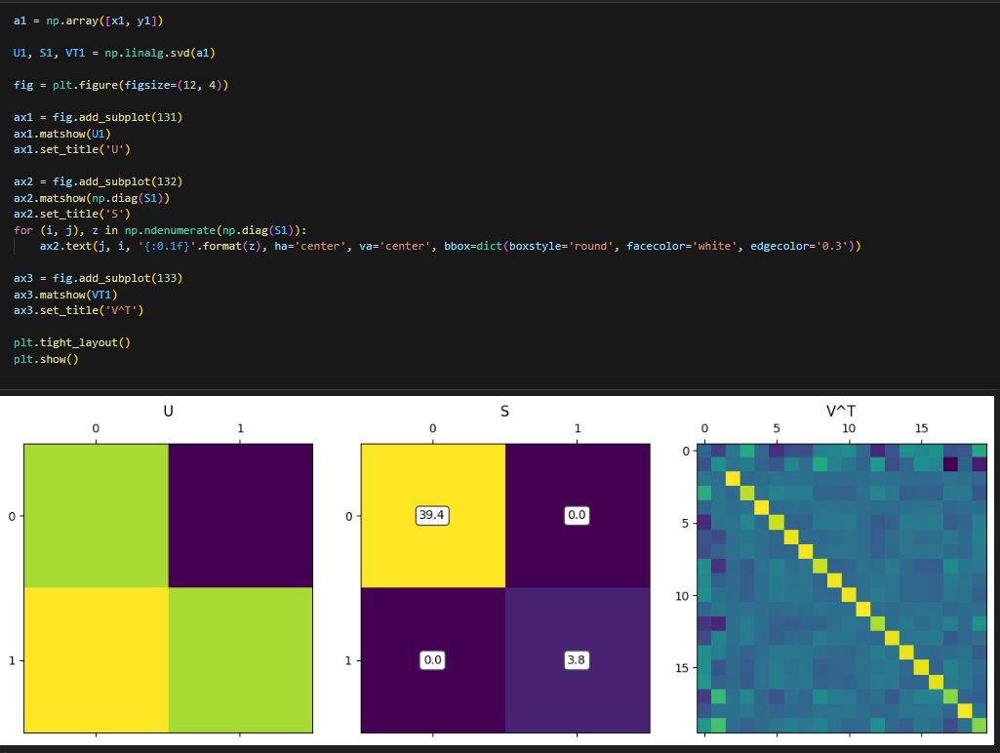 a1 = np.array([x1, y1])
U1, S1, VT1 = np.linalg.svd(a1)
fig = plt.figure(figsize=(12, 4))
ax1 = fig.add_subplot(131)
ax1.matshow(U1)
ax1.set_title('U')
ax2 = fig.add_subplot(132)
ax2.matshow(np.diag(S1))
ax2.set_title('S')
for (i, j), z in np.ndenumerate(np.diag(S1)):
    ax2.text(j, i, '{:0.1f}'.format(z), ha='center', va='center', bbox=dict(boxstyle='round', facecolor='white', edgecolor='0.3'))
ax3 = fig.add_subplot(133)
ax3.matshow(VT1)
ax3.set_title('V^T')
plt.tight_layout()
plt.show()
U
0 1
0
1
S
0 1
0 39.4 0.0
1 0.0 3.8
V^T
0 5 10 15
0
5
10
15